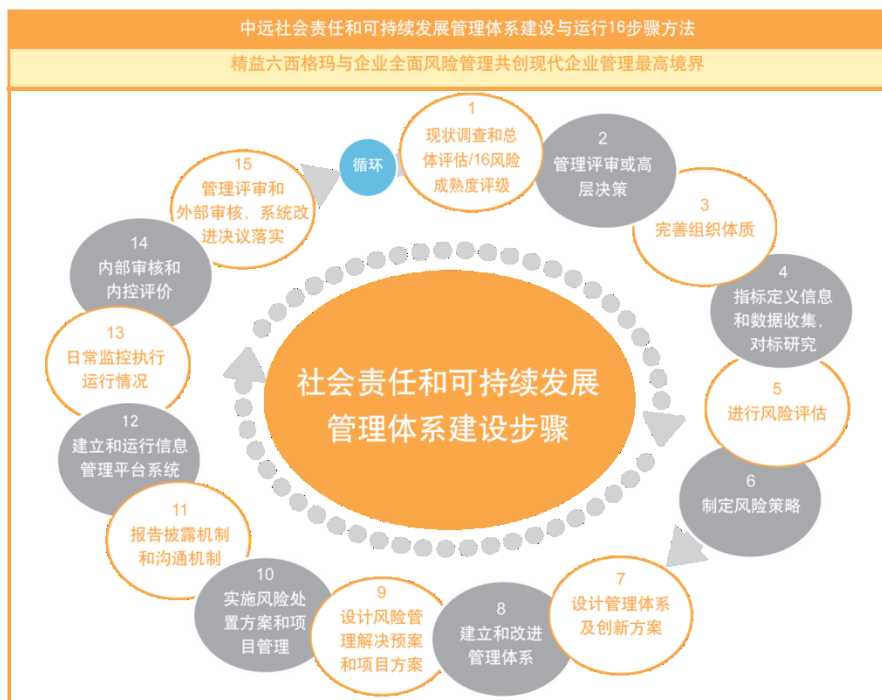 中远社会责任和可持续发展管理体系建设与运行16步骤方法
精益六西格玛与企业全面风险管理共创现代企业管理最高境界
循环
1
现状调查和总
体评估/16风险
成熟度评级
2
管理评审或高
层决策
3
完善组织体质
4
指标定义信息
和数据收集，
对标研究
5
进行风险评估
6
制定风险策略
7
设计管理体系
及创新方案
8
建立和改进
管理体系
9
设计风险管
理解决预案
和项目方案
10
实施风险处
置方案和项
目管理
11
报告披露机制
和沟通机制
12
建立和运行信息
管理平台系统
13
日常监控执行
运行情况
14
内部审核和
内控评价
15
管理评审和
外部审核，系统改
进决议落实
社会责任和可持续发展
管理体系建设步骤